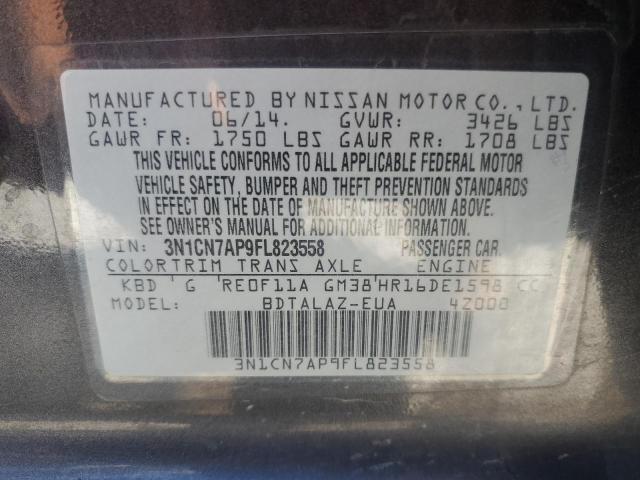 MANUFACTURED BY NISSAN MOTOR CO., LTD.
DATE: 06/14. GVWR: 3426 LBS
GAWR FR: 1750 LBS GAWR RR: 1708 LBS
THIS VEHICLE CONFORMS TO ALL APPLICABLE FEDERAL MOTOR
VEHICLE SAFETY, BUMPER AND THEFT PREVENTION STANDARDS
IN EFFECT ON THE DATE OF MANUFACTURE SHOWN ABOVE.
SEE OWNER'S MANUAL FOR ADDITIONAL INFORMATION.
VIN: 3N1CN7AP9FL823558 PASSENGER CAR.
COLOR TRIM TRANS AXLE ENGINE
KBD G RE0F11A GM38 HR16DE1598 CC
MODEL: BDTALAZ-EUA 42000
3N1CN7AP9FL823558